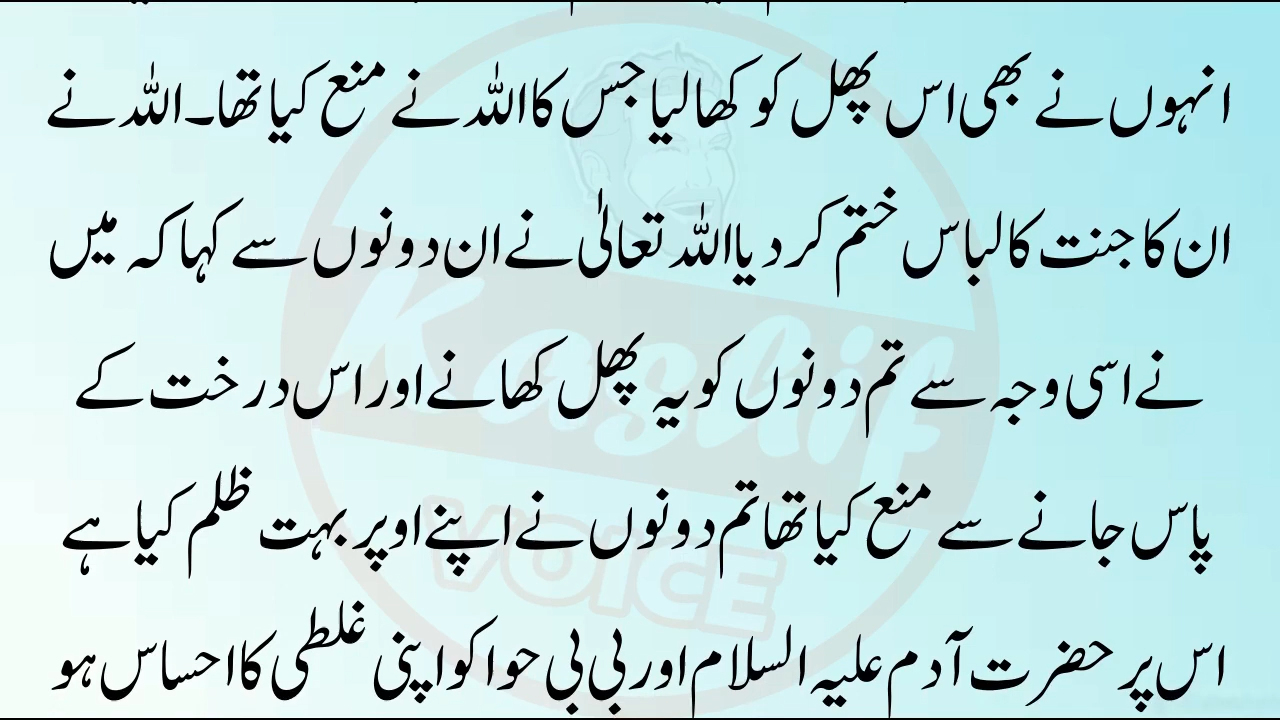 انہوں نے بھی اس پھل کو کھالیا جس کا اللہ نے منع کیا تھا۔ اللہ نے
ان کا جنت کا لباس ختم کر دیا اللہ تعالٰی نے ان دونوں سے کہا کہ میں
نے اسی وجہ سے تم دونوں کو یہ پھل کھانے اور اس درخت کے
پاس جانے سے منع کیا تھا تم دونوں نے اپنے اوپر بہت ظلم کیا ہے
اس پر حضرت آدم علیہ السلام اور بی بی حوا کو اپنی غلطی کا احساس ہو
Kashif
VOICE